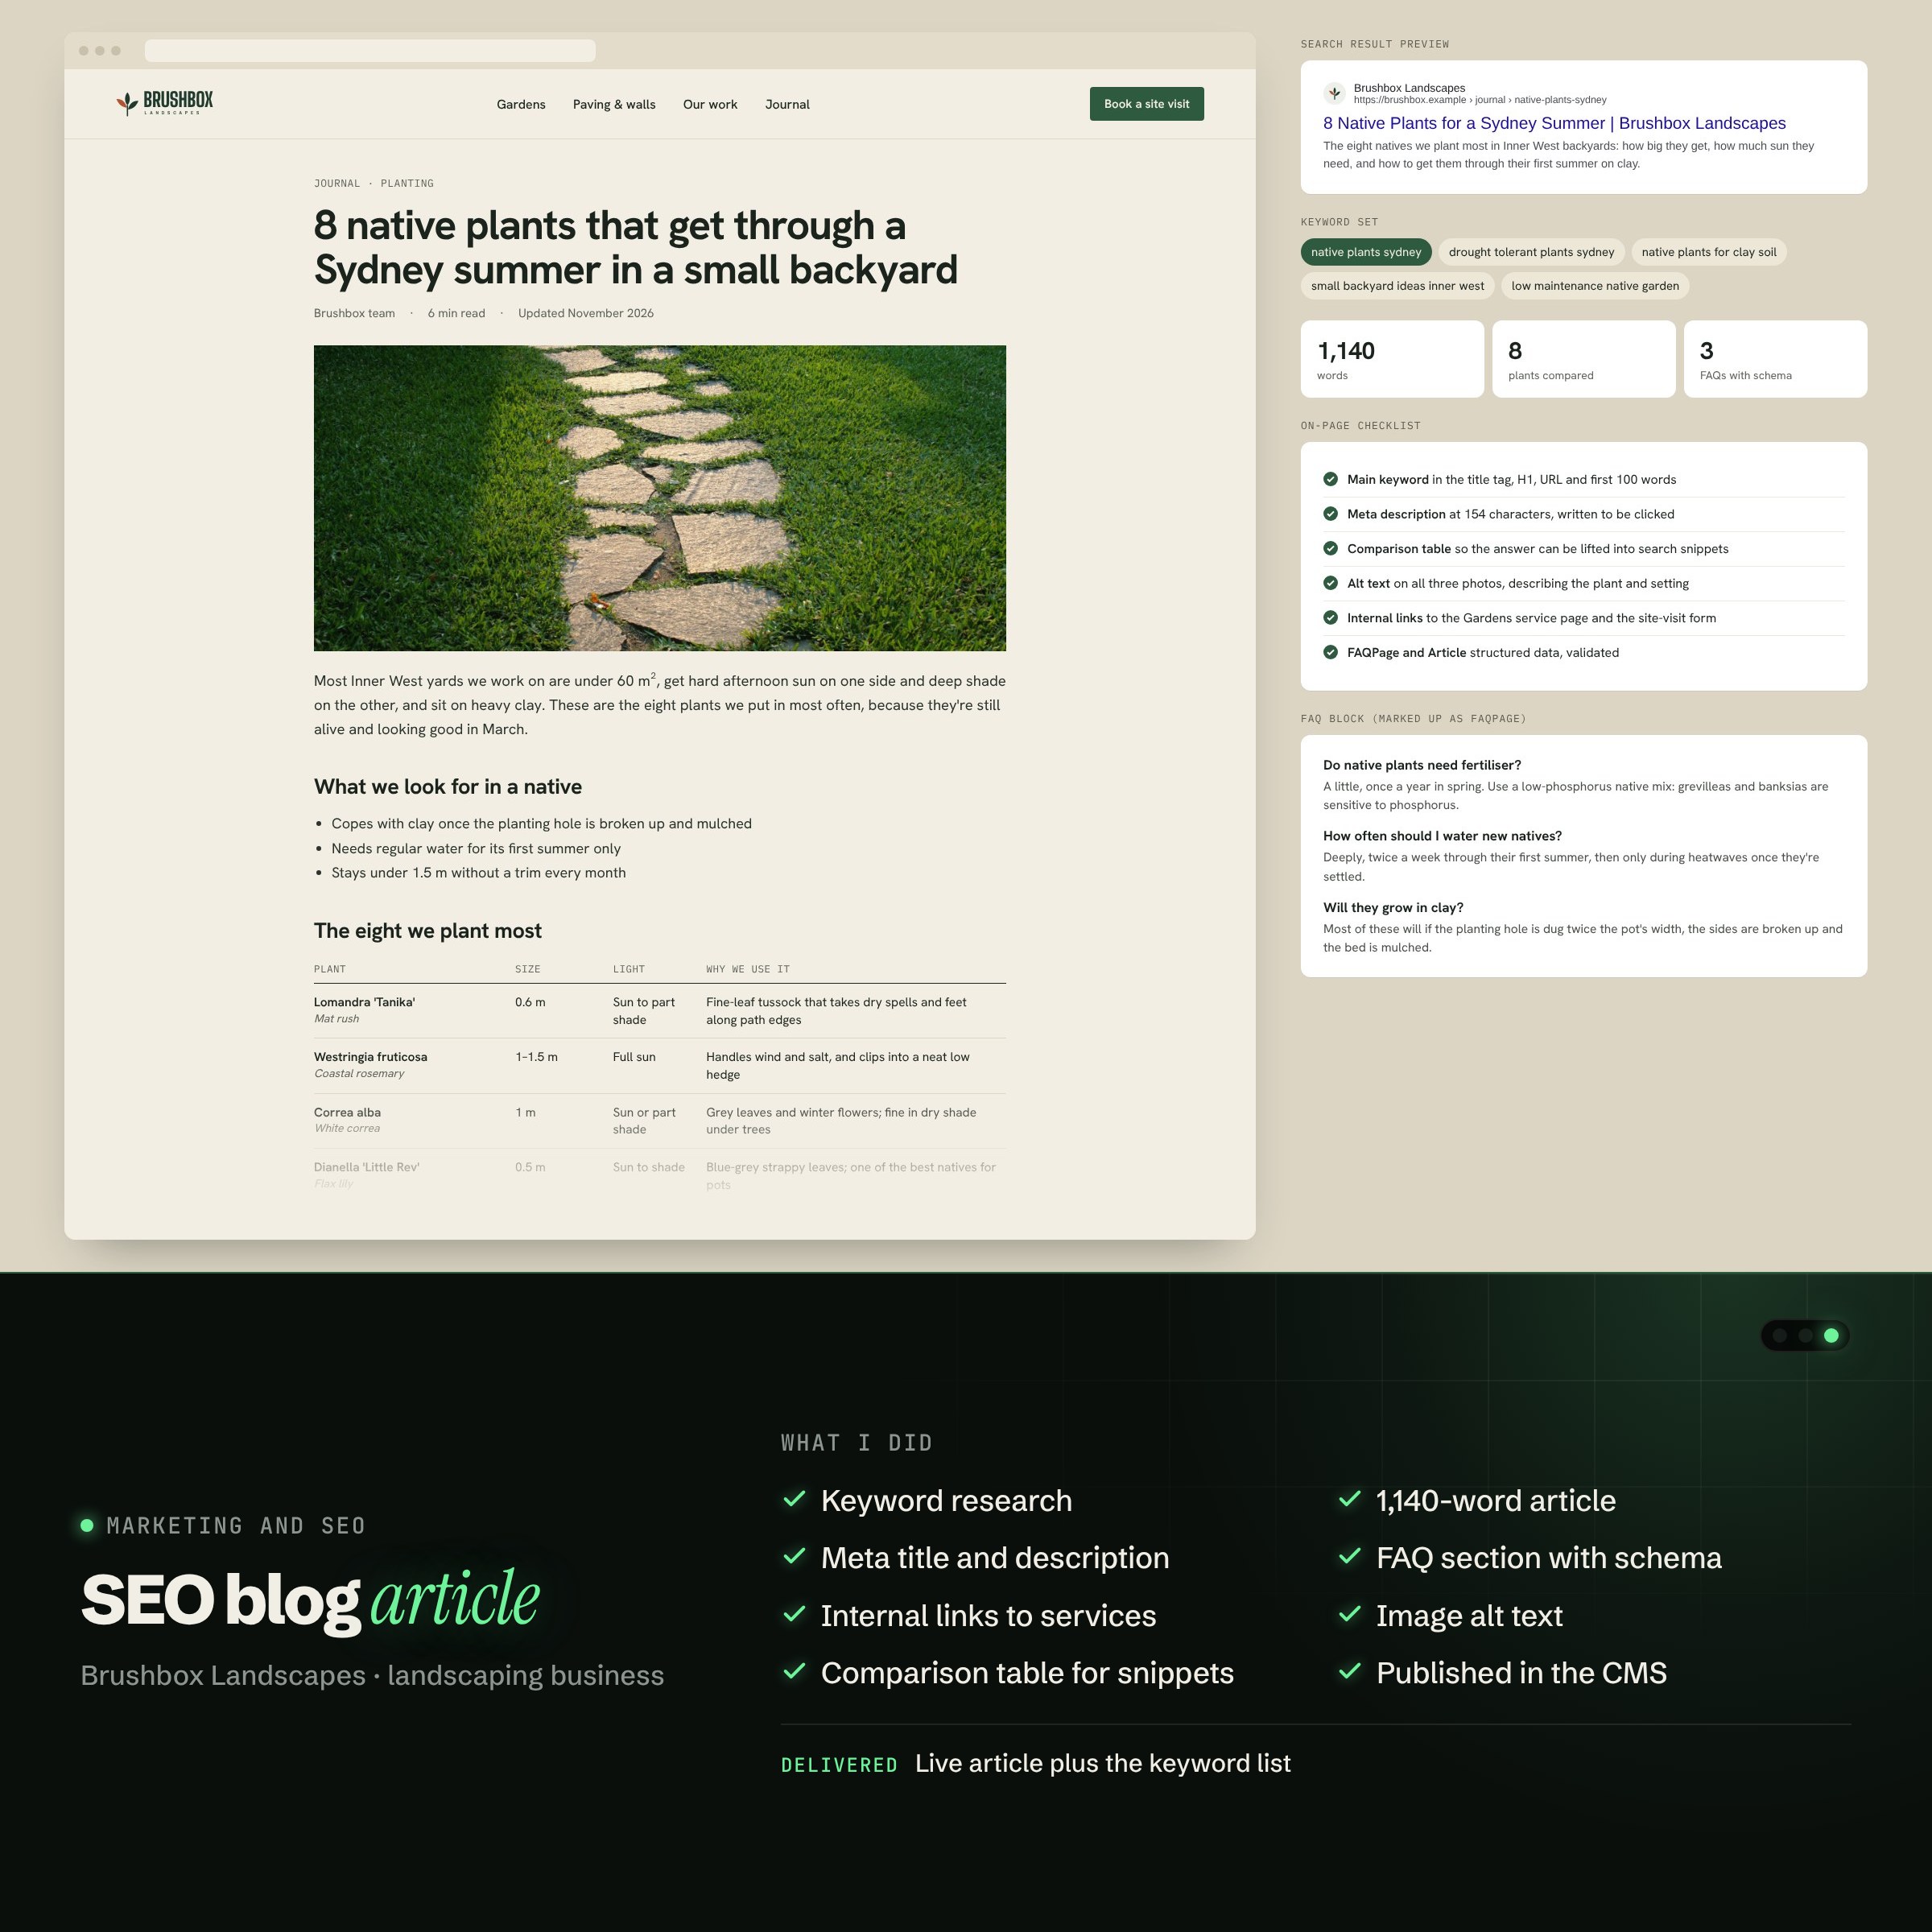 BRUSHBOX
LANDSCAPES
Gardens
Paving & walls
Our work
Journal
Book a site visit
JOURNAL · PLANTING
8 native plants that get through a
Sydney summer in a small backyard
Brushbox team · 6 min read · Updated November 2026
Most Inner West yards we work on are under 60 m², get hard afternoon sun on one side and deep shade
on the other, and sit on heavy clay. These are the eight plants we put in most often, because they're still
alive and looking good in March.
What we look for in a native
• Copes with clay once the planting hole is broken up and mulched
• Needs regular water for its first summer only
• Stays under 1.5 m without a trim every month
The eight we plant most
PLANT SIZE LIGHT WHY WE USE IT
Lomandra 'Tanika' 0.6 m Sun to part Fine-leaf tussock that takes dry spells and feet
Mat rush shade along path edges
Westringia fruticosa 1–1.5 m Full sun Handles wind and salt, and clips into a neat low
Coastal rosemary hedge
Correa alba 1 m Sun or part Grey leaves and winter flowers; fine in dry shade
White correa shade under trees
Dianella 'Little Rev' 0.5 m Sun to shade Blue-grey strappy leaves; one of the best natives for
Flax lily pots
SEARCH RESULT PREVIEW
Brushbox Landscapes
https://brushbox.example › journal › native-plants-sydney
8 Native Plants for a Sydney Summer | Brushbox Landscapes
The eight natives we plant most in Inner West backyards: how big they get, how much sun they
need, and how to get them through their first summer on clay.
KEYWORD SET
native plants sydney
drought tolerant plants sydney
native plants for clay soil
small backyard ideas inner west
low maintenance native garden
1,140
words
8
plants compared
3
FAQs with schema
ON-PAGE CHECKLIST
Main keyword in the title tag, H1, URL and first 100 words
Meta description at 154 characters, written to be clicked
Comparison table so the answer can be lifted into search snippets
Alt text on all three photos, describing the plant and setting
Internal links to the Gardens service page and the site-visit form
FAQPage and Article structured data, validated
FAQ BLOCK (MARKED UP AS FAQPAGE)
Do native plants need fertiliser?
A little, once a year in spring. Use a low-phosphorus native mix: grevilleas and banksias are
sensitive to phosphorus.
How often should I water new natives?
Deeply, twice a week through their first summer, then only during heatwaves once they're
settled.
Will they grow in clay?
Most of these will if the planting hole is dug twice the pot's width, the sides are broken up and
the bed is mulched.
MARKETING AND SEO
SEO blog article
Brushbox Landscapes · landscaping business
WHAT I DID
Keyword research
Meta title and description
Internal links to services
Comparison table for snippets
1,140-word article
FAQ section with schema
Image alt text
Published in the CMS
DELIVERED Live article plus the keyword list